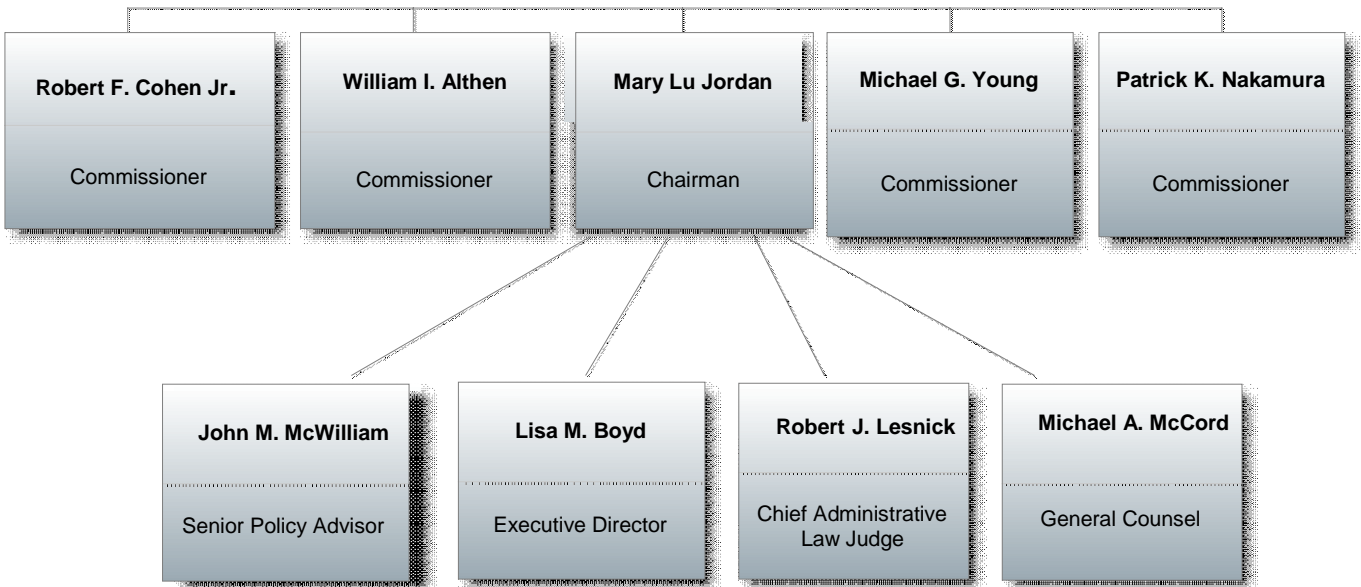 Robert F. Cohen Jr.
Commissioner
William I. Althen
Commissioner
Mary Lu Jordan
Chairman
Michael G. Young
Commissioner
Patrick K. Nakamura
Commissioner
John M. McWilliam
Senior Policy Advisor
Lisa M. Boyd
Executive Director
Robert J. Lesnick
Chief Administrative
Law Judge
Michael A. McCord
General Counsel